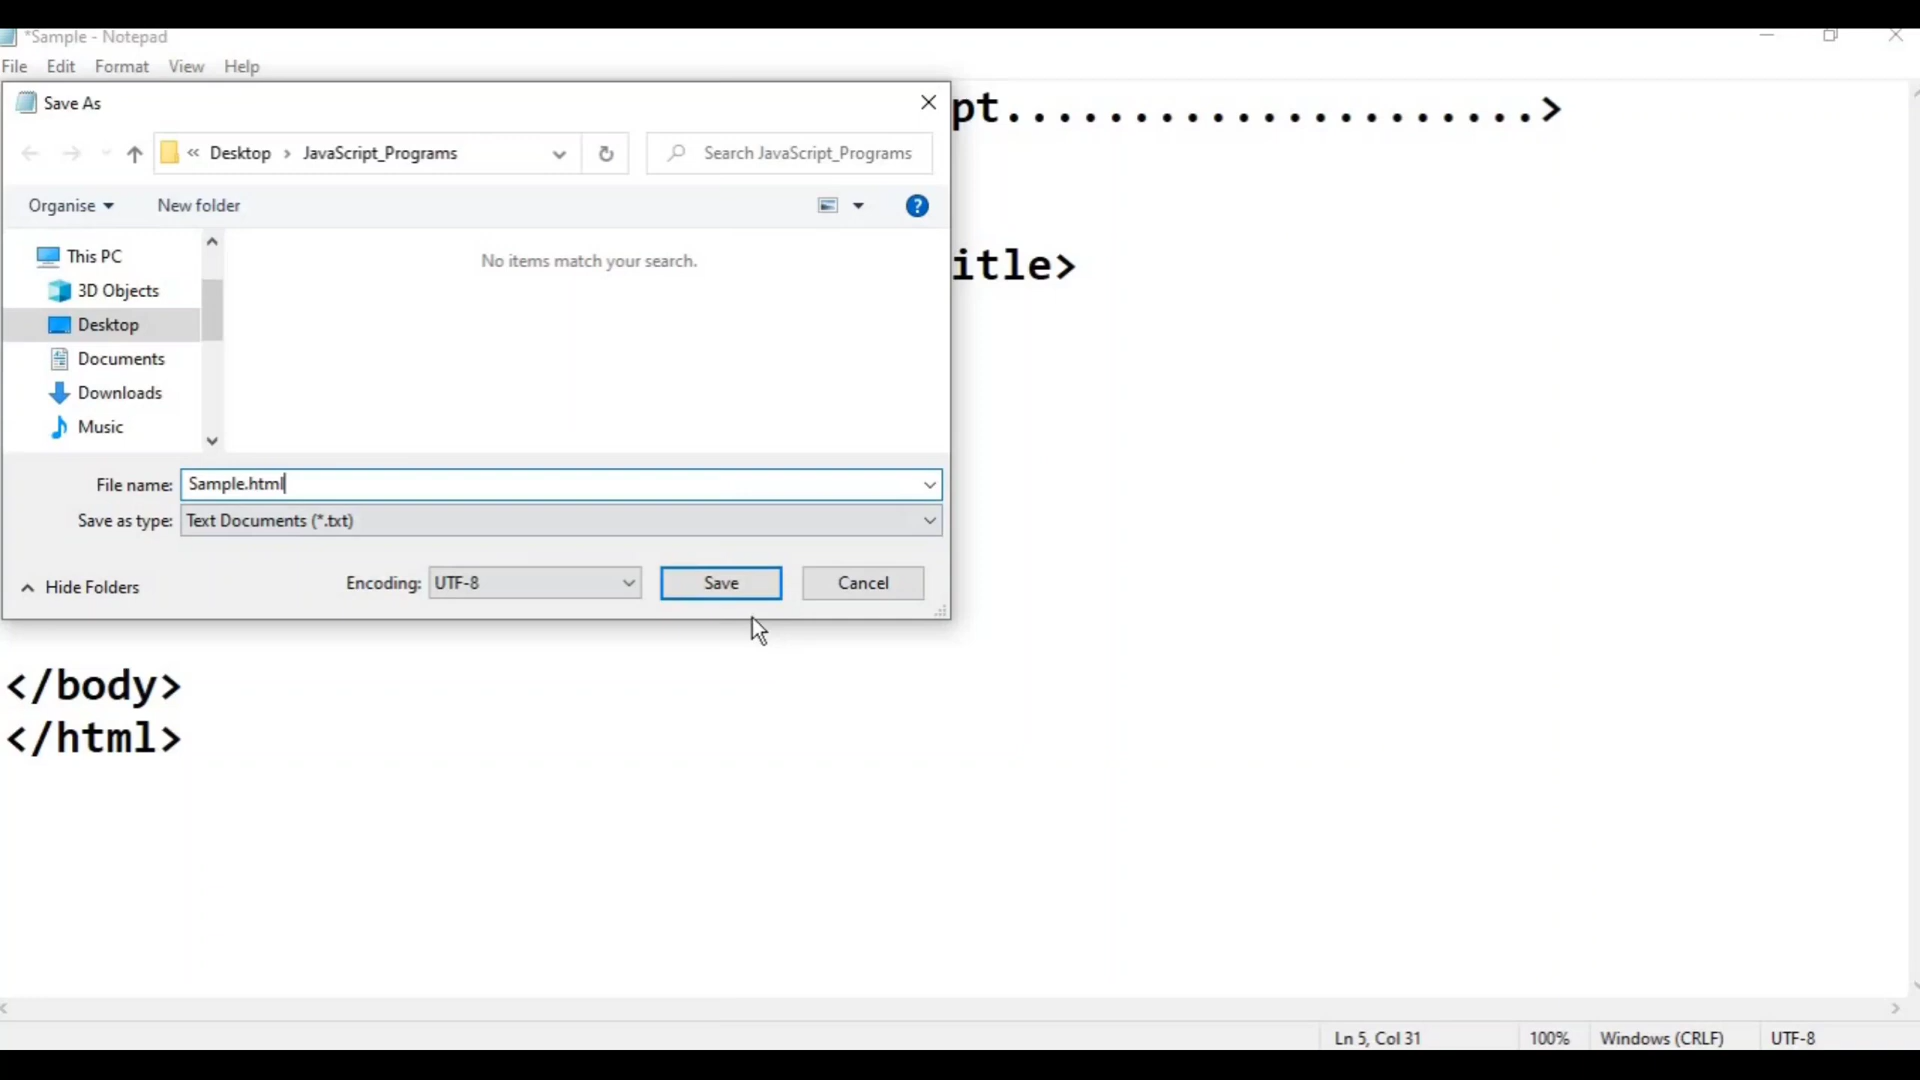 *Sample - Notepad
File Edit Format View Help
Save As
pt.....................>
« Desktop › JavaScript_Programs
Search JavaScript_Programs
Organise New folder
This PC
No items match your search.
itle>
3D Objects
Desktop
Documents
Downloads
Music
File name: Sample.html
Save as type: Text Documents (*.txt)
Hide Folders Encoding: UTF-8 Save Cancel
</body>
</html>
Ln 5, Col 31 100% Windows (CRLF) UTF-8